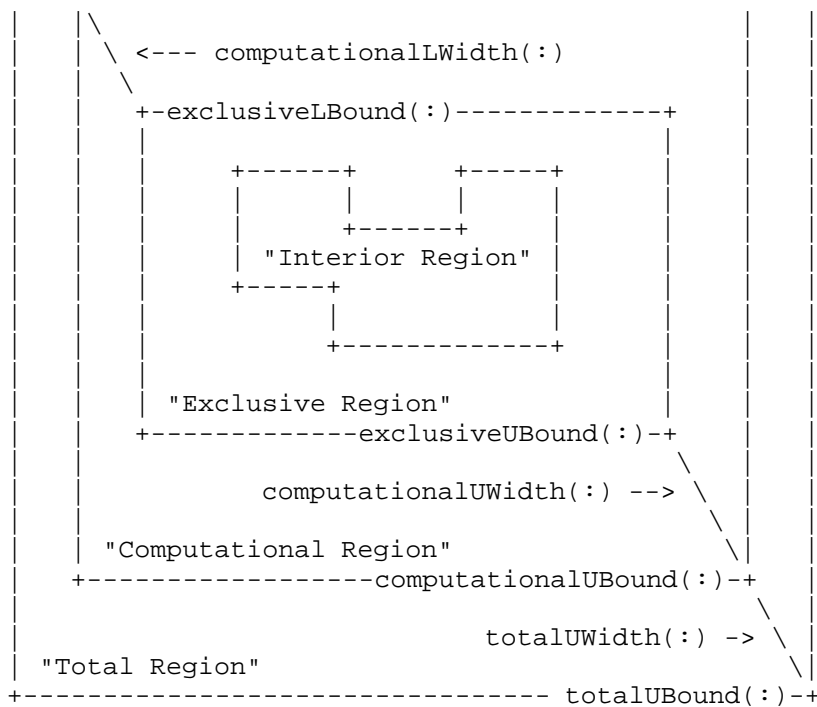 <--- computationalLWidth(:)
+-exclusiveLBound(:)-------------+
"Interior Region"
"Exclusive Region"
+-------------exclusiveUBound(:)-+
computationalUWidth(:) -->
"Computational Region"
+------------------computationalUBound(:)-+
totalUWidth(:) ->
"Total Region"
+---------------------------------- totalUBound(:)-+